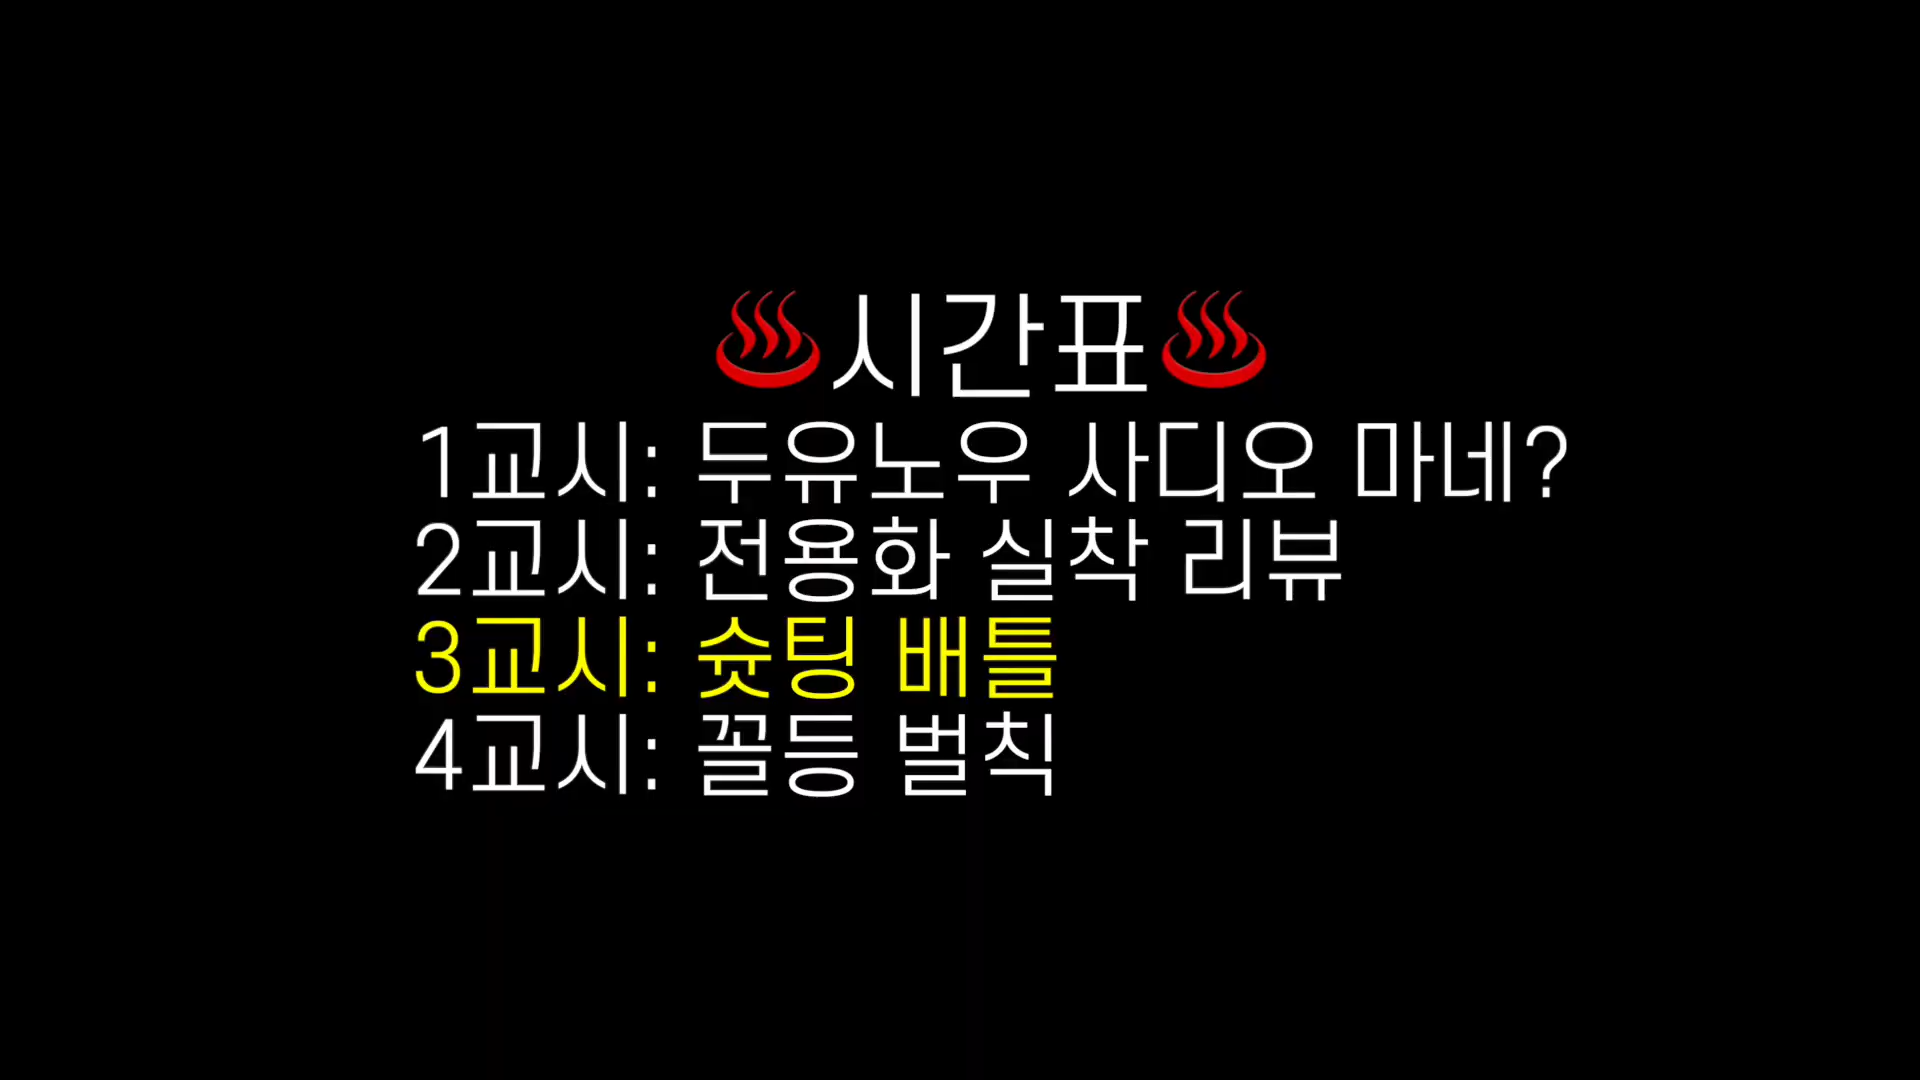 ♨시간표♨
1교시: 두유노우 사디오 마네?
2교시: 전용화 실착 리뷰
3교시: 슛팅 배틀
4교시: 꼴등 벌칙